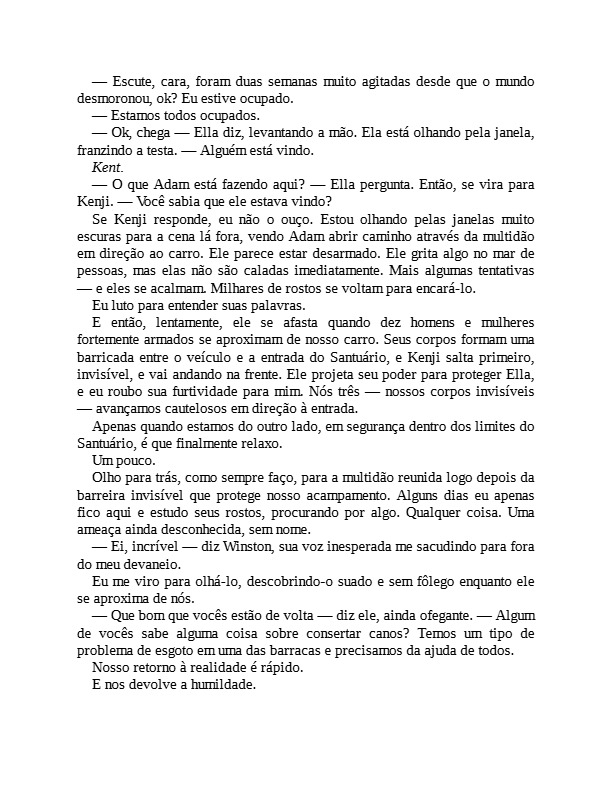 — Escute, cara, foram duas semanas muito agitadas desde que o mundo
desmoronou, ok? Eu estive ocupado.
— Estamos todos ocupados.
— Ok, chega — Ella diz, levantando a mão. Ela está olhando pela janela,
franzindo a testa. — Alguém está vindo.
Kent.
— O que Adam está fazendo aqui? — Ella pergunta. Então, se vira para
Kenji. — Você sabia que ele estava vindo?
Se Kenji responde, eu não o ouço. Estou olhando pelas janelas muito
escuras para a cena lá fora, vendo Adam abrir caminho através da multidão
em direção ao carro. Ele parece estar desarmado. Ele grita algo no mar de
pessoas, mas elas não são caladas imediatamente. Mais algumas tentativas
— e eles se acalmam. Milhares de rostos se voltam para encará-lo.
Eu luto para entender suas palavras.
E então, lentamente, ele se afasta quando dez homens e mulheres
fortemente armados se aproximam de nosso carro. Seus corpos formam uma
barricada entre o veículo e a entrada do Santuário, e Kenji salta primeiro,
invisível, e vai andando na frente. Ele projeta seu poder para proteger Ella,
e eu roubo sua furtividade para mim. Nós três — nossos corpos invisíveis
— avançamos cautelosos em direção à entrada.
Apenas quando estamos do outro lado, em segurança dentro dos limites do
Santuário, é que finalmente relaxo.
Um pouco.
Olho para trás, como sempre faço, para a multidão reunida logo depois da
barreira invisível que protege nosso acampamento. Alguns dias eu apenas
fico aqui e estudo seus rostos, procurando por algo. Qualquer coisa. Uma
ameaça ainda desconhecida, sem nome.
— Ei, incrível — diz Winston, sua voz inesperada me sacudindo para fora
do meu devaneio.
Eu me viro para olhá-lo, descobrindo-o suado e sem fôlego enquanto ele
se aproxima de nós.
— Que bom que vocês estão de volta — diz ele, ainda ofegante. — Algum
de vocês sabe alguma coisa sobre consertar canos? Temos um tipo de
problema de esgoto em uma das barracas e precisamos da ajuda de todos.
Nosso retorno à realidade é rápido.
E nos devolve a humildade.